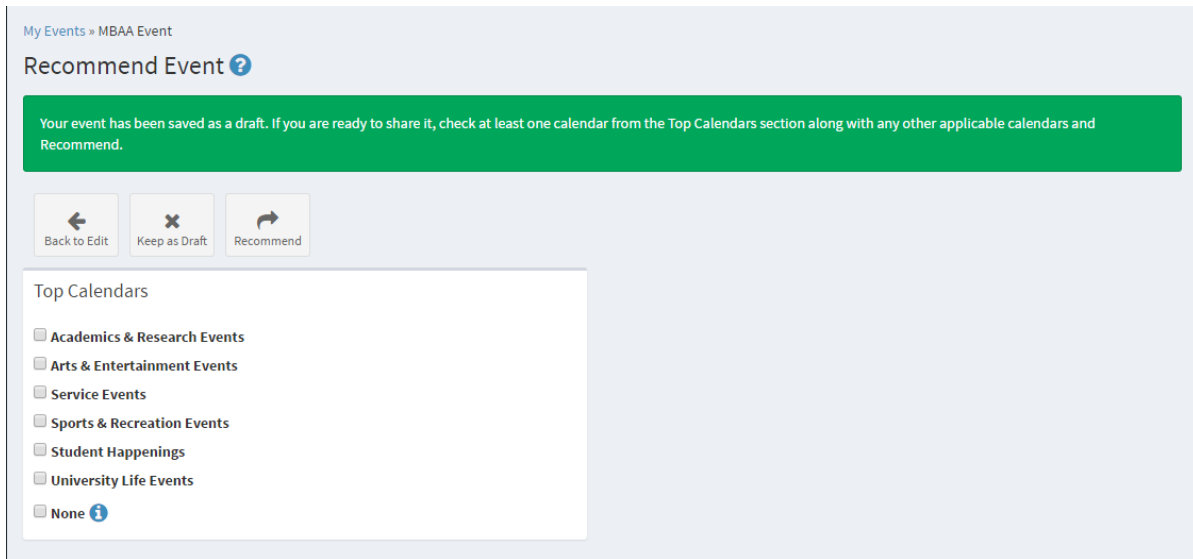 My Events » MBAA Event
Recommend Event ?
Your event has been saved as a draft. If you are ready to share it, check at least one calendar from the Top Calendars section along with any other applicable calendars and
Recommend.
Back to Edit
Keep as Draft
Recommend
Top Calendars
Academics & Research Events
Arts & Entertainment Events
Service Events
Sports & Recreation Events
Student Happenings
University Life Events
None i